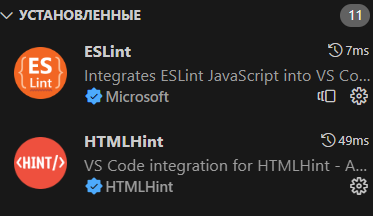 УСТАНОВЛЕННЫЕ 11
ES
Lint
ESLint 7ms
Integrates ESLint JavaScript into VS Co...
Microsoft
<HINT/>
HTMLHint 49ms
VS Code integration for HTMLHint - A...
HTMLHint